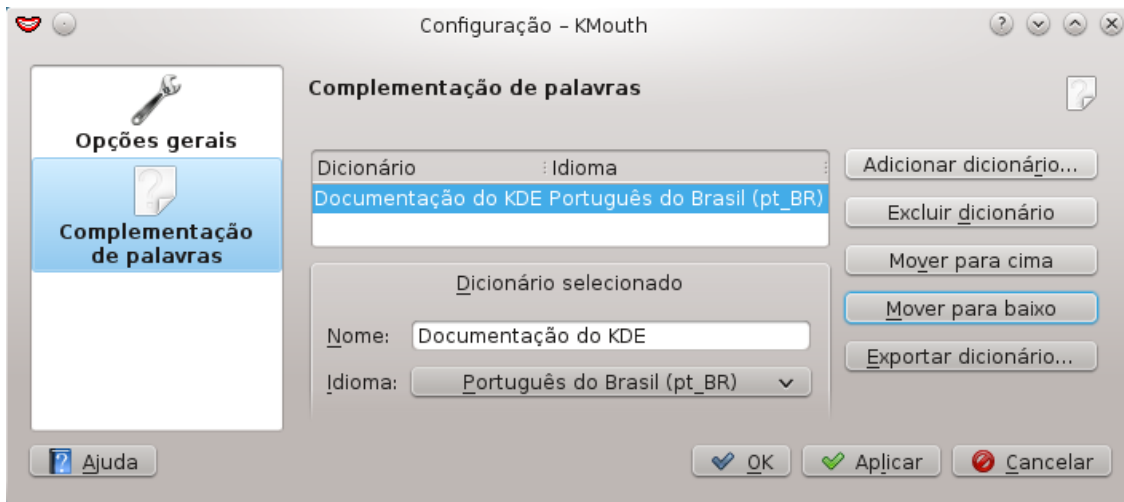 Configuração – KMouth
Opções gerais
Complementação
de palavras
Complementação de palavras
Dicionário Idioma
Documentação do KDE Português do Brasil (pt_BR)
Dicionário selecionado
Nome: Documentação do KDE
Idioma: Português do Brasil (pt_BR)
Adicionar dicionário...
Excluir dicionário
Mover para cima
Mover para baixo
Exportar dicionário...
Ajuda
OK
Aplicar
Cancelar